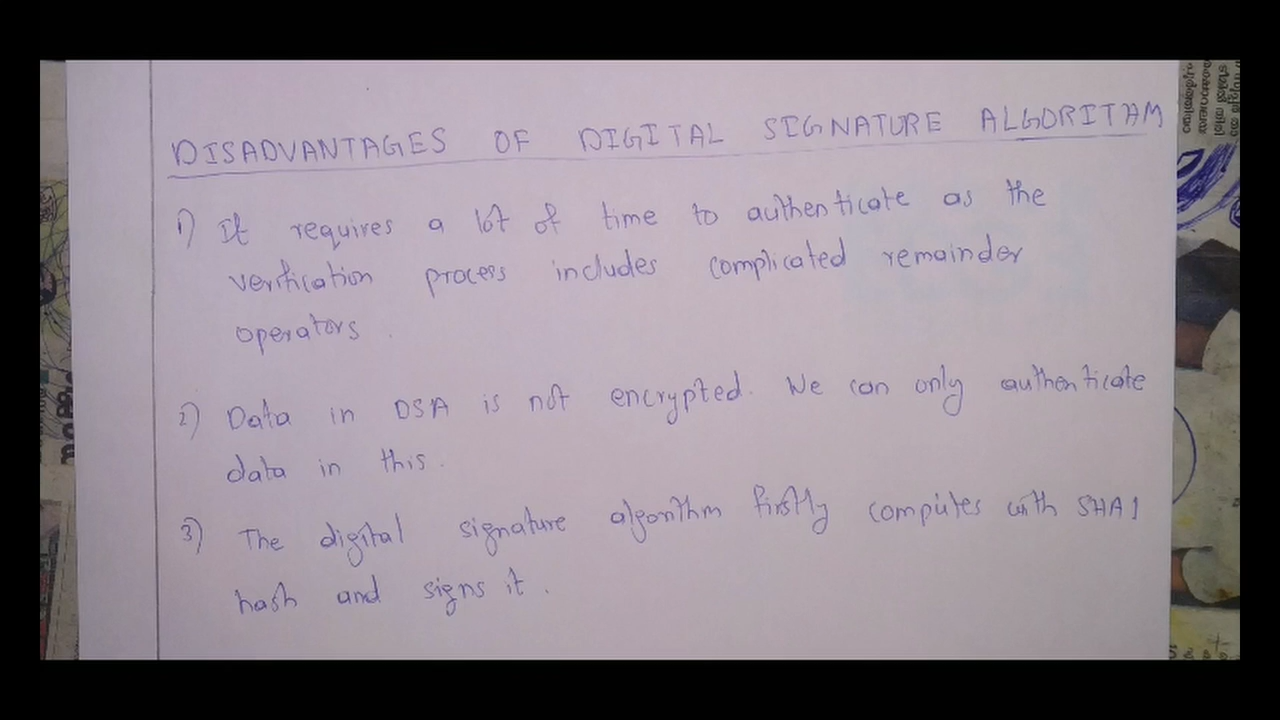 DISADVANTAGES OF DIGITAL SIGNATURE ALGORITHM
1) It requires a lot of time to authenticate as the
verification process includes complicated remainder
operators.
2) Data in DSA is not encrypted. We can only authenticate
data in this.
3) The digital signature algorithm firstly computes with SHA1
hash and signs it.